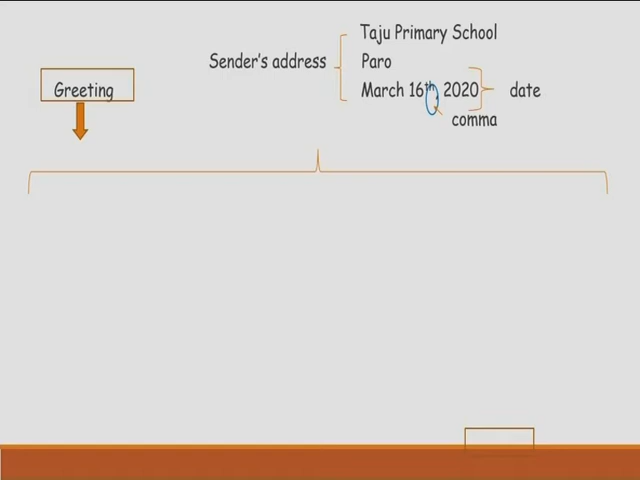 Taju Primary School
Sender's address
Paro
Greeting
March 16th, 2020
date
comma